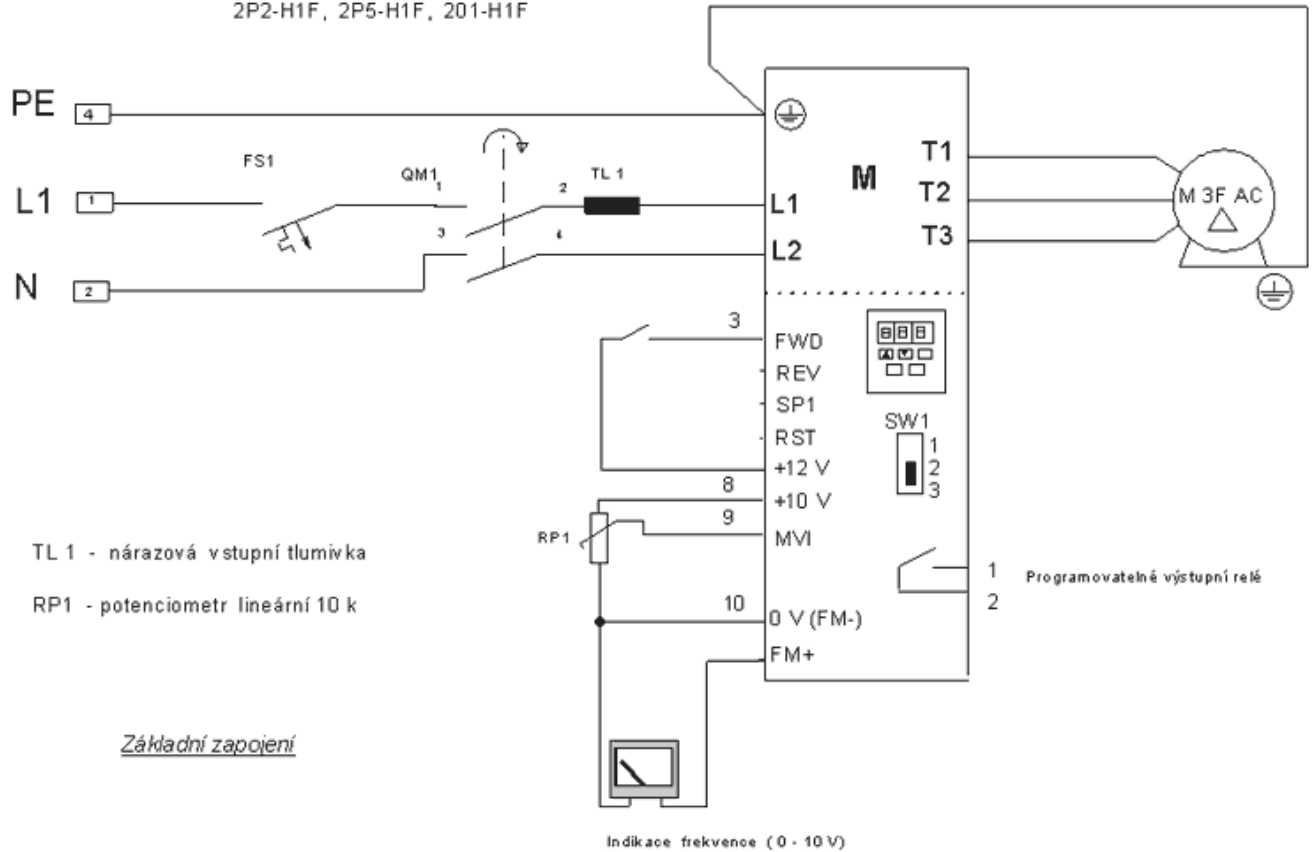 2P2-H1F, 2P5-H1F, 201-H1F
PE 4
FS1
QM1
1
2
TL 1
L1 1
3
4
N 2
M
L1
L2
T1
T2
T3
M 3F AC
3
FWD
REV
SP1
RST
+12 V
8
+10 V
9
MVI
RP1
10
0 V (FM-)
FM+
8 8 8
SW1
1
2
3
1
2
Programovatelné výstupní relé
TL 1 - nárazová vstupní tlumivka
RP1 - potenciometr lineární 10 k
Základní zapojení
Indikace frekvence (0 - 10 V)